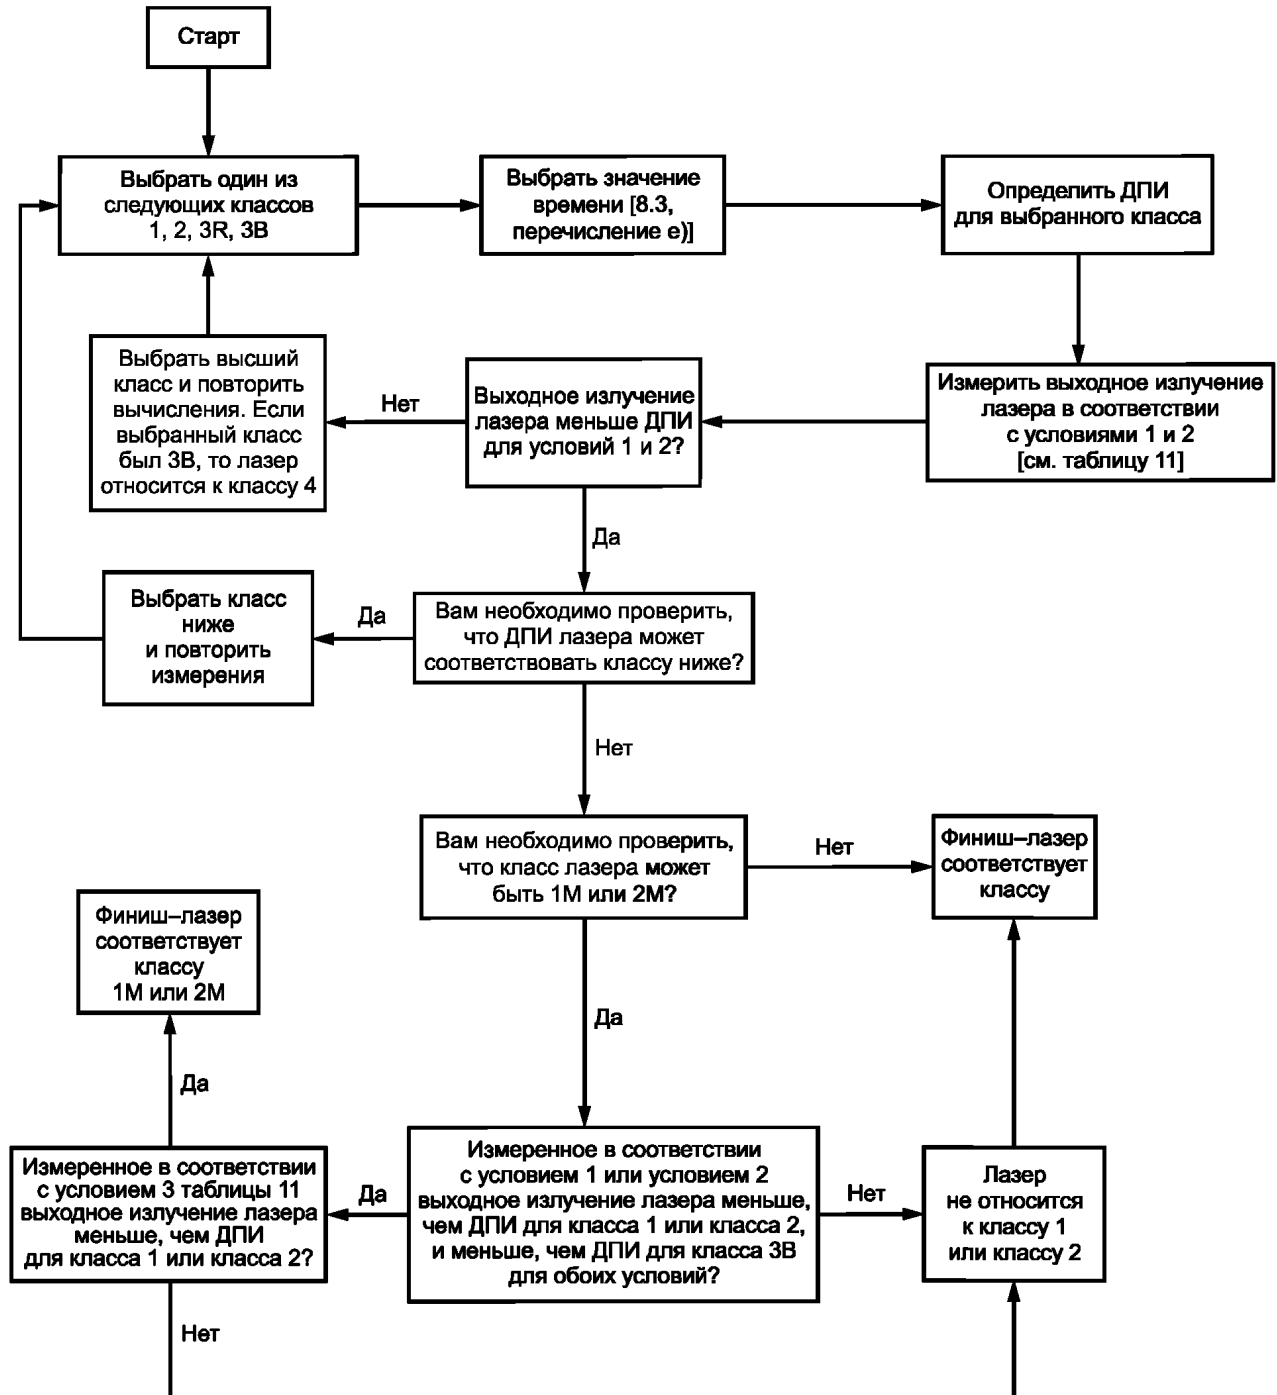 Старт
Выбрать один из
следующих классов
1, 2, 3R, 3В
Выбрать значение
времени [8.3,
перечисление е)]
Определить ДПИ
для выбранного класса
Выбрать высший
класс и повторить
вычисления. Если
выбранный класс
был 3В, то лазер
относится к классу 4
Нет
Выходное излучение
лазера меньше ДПИ
для условий 1 и 2?
Измерить выходное излучение
лазера в соответствии
с условиями 1 и 2
[см. таблицу 11]
Да
Выбрать класс
ниже
и повторить
измерения
Да
Вам необходимо проверить,
что ДПИ лазера может
соответствовать классу ниже?
Нет
Вам необходимо проверить,
что класс лазера может
быть 1М или 2М?
Нет
Финиш–лазер
соответствует
классу
Финиш–лазер
соответствует
классу
1М или 2М
Да
Да
Измеренное в соответствии
с условием 3 таблицы 11
выходное излучение лазера
меньше, чем ДПИ
для класса 1 или класса 2?
Да
Измеренное в соответствии
с условием 1 или условием 2
выходное излучение лазера меньше,
чем ДПИ для класса 1 или класса 2,
и меньше, чем ДПИ для класса 3В
для обоих условий?
Нет
Лазер
не относится
к классу 1
или классу 2
Нет